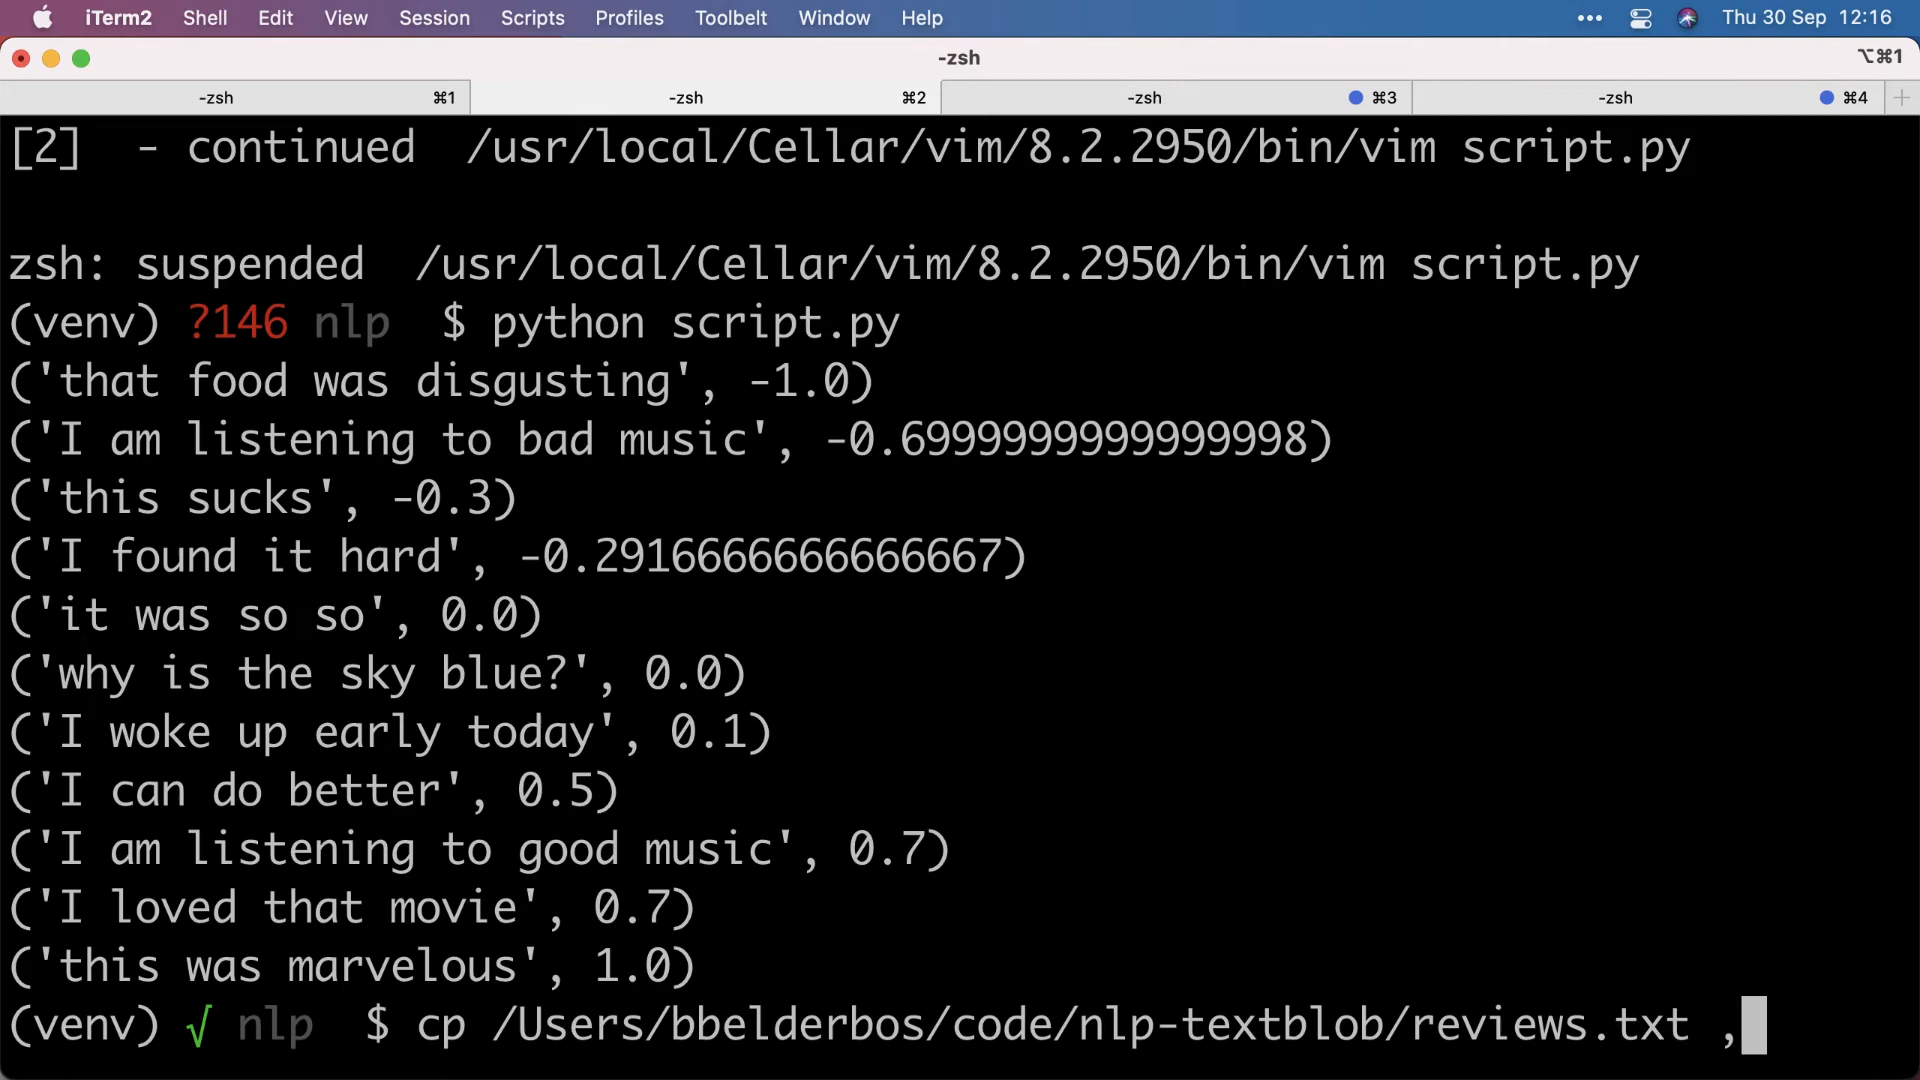 iTerm2 Shell Edit View Session Scripts Profiles Toolbelt Window Help Thu 30 Sep 12:16
-zsh ⌥⌘1
-zsh ⌘1 -zsh ⌘2 -zsh ⌘3 -zsh ⌘4
[2]  - continued  /usr/local/Cellar/vim/8.2.2950/bin/vim script.py
zsh: suspended  /usr/local/Cellar/vim/8.2.2950/bin/vim script.py
(venv) ?146 nlp  $ python script.py
('that food was disgusting', -1.0)
('I am listening to bad music', -0.6999999999999998)
('this sucks', -0.3)
('I found it hard', -0.2916666666666667)
('it was so so', 0.0)
('why is the sky blue?', 0.0)
('I woke up early today', 0.1)
('I can do better', 0.5)
('I am listening to good music', 0.7)
('I loved that movie', 0.7)
('this was marvelous', 1.0)
(venv) √ nlp  $ cp /Users/bbelderbos/code/nlp-textblob/reviews.txt ,